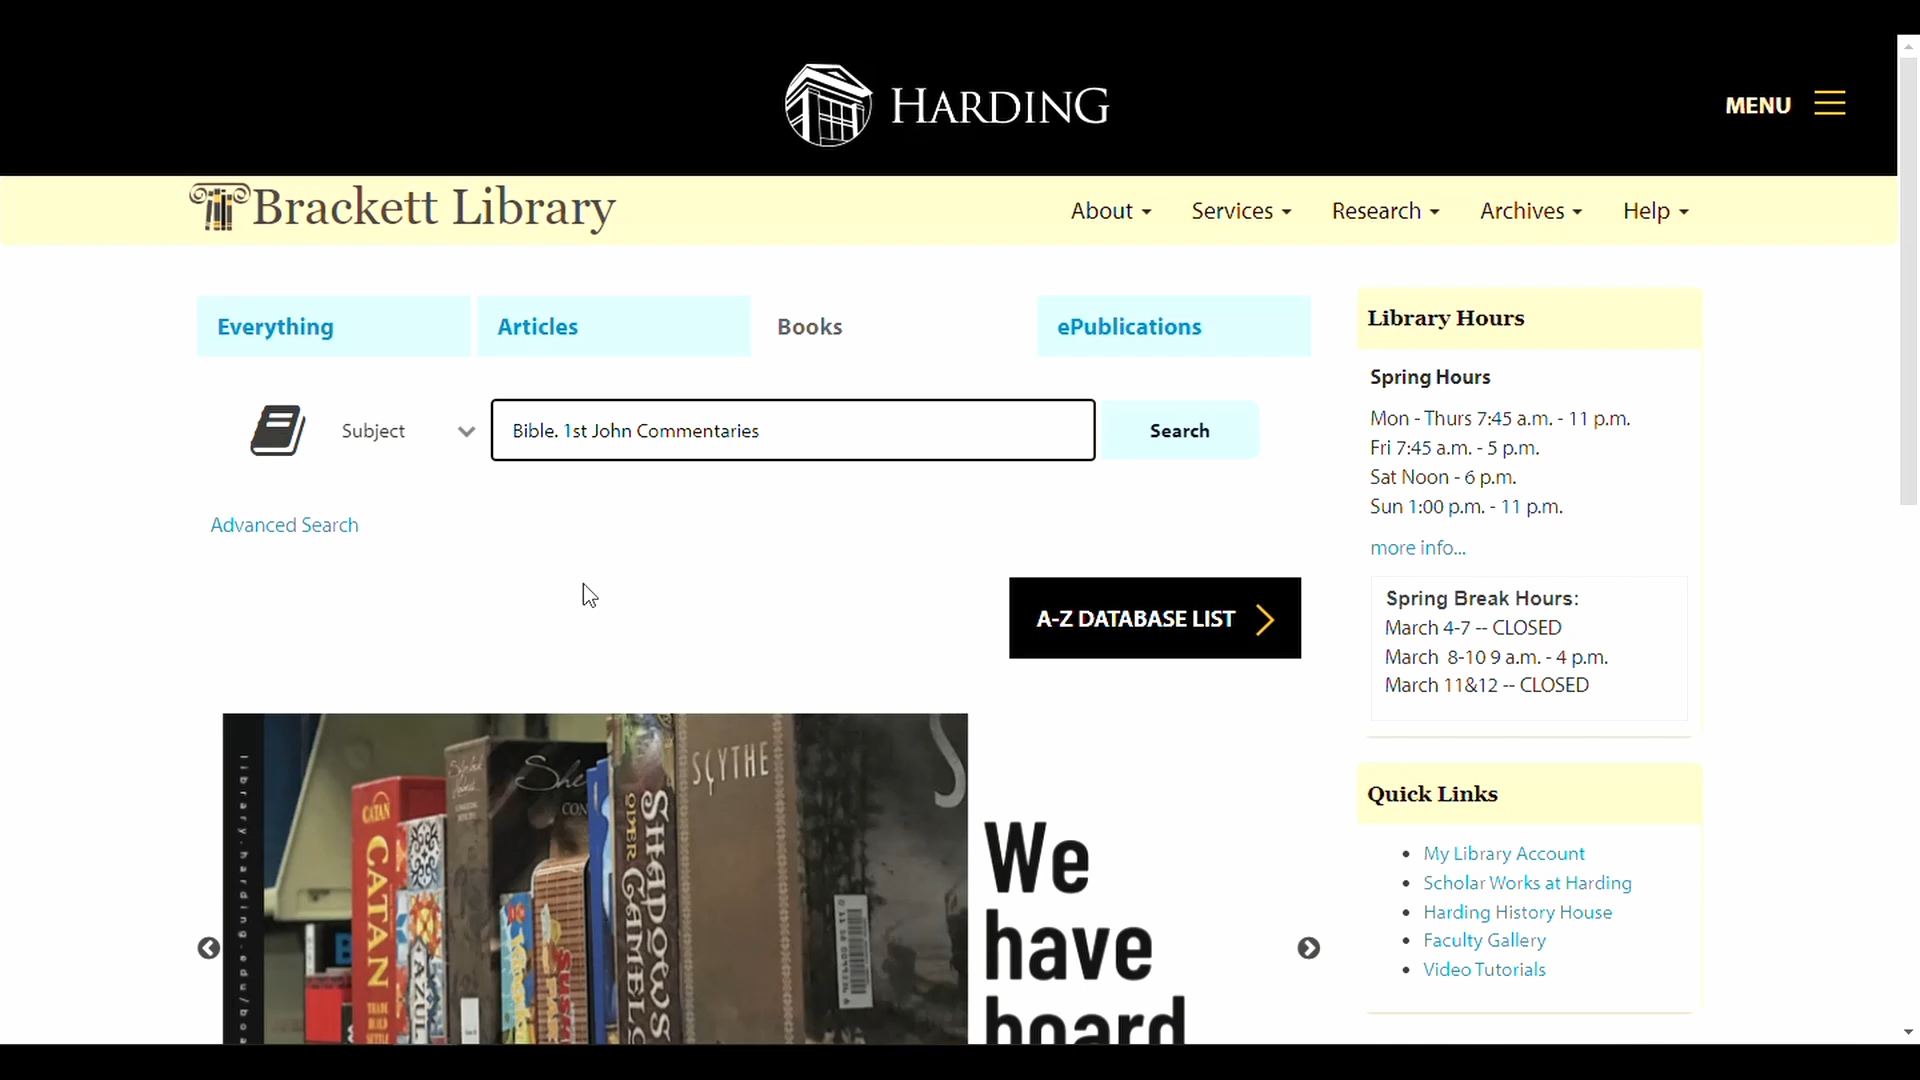 HARDING
MENU
Brackett Library
About
Services
Research
Archives
Help
Everything
Articles
Books
ePublications
Subject
Bible. 1st John Commentaries
Search
Advanced Search
A-Z DATABASE LIST
Library Hours
Spring Hours
Mon - Thurs 7:45 a.m. - 11 p.m.
Fri 7:45 a.m. - 5 p.m.
Sat Noon - 6 p.m.
Sun 1:00 p.m. - 11 p.m.
more info...
Spring Break Hours:
March 4-7 -- CLOSED
March 8-10 9 a.m. - 4 p.m.
March 11&12 -- CLOSED
Quick Links
My Library Account
Scholar Works at Harding
Harding History House
Faculty Gallery
Video Tutorials
CATAN
CATAN
AZUL
SCYTHE
We
have
board